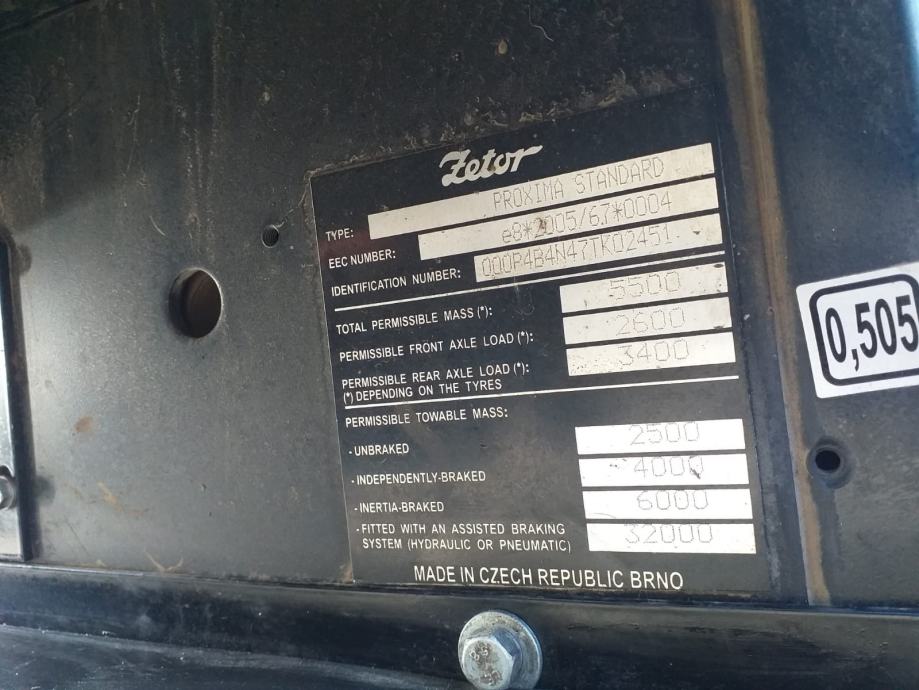 Zetor
TYPE: PROXIMA STANDARD
EEC NUMBER: e8*2005/67*0004
IDENTIFICATION NUMBER: 000P4B4N47TK02451
TOTAL PERMISSIBLE MASS (*): 5500
PERMISSIBLE FRONT AXLE LOAD (*): 2600
PERMISSIBLE REAR AXLE LOAD (*): 3400
(*) DEPENDING ON THE TYRES
PERMISSIBLE TOWABLE MASS:
- UNBRAKED 2500
- INDEPENDENTLY-BRAKED 4000
- INERTIA-BRAKED 6000
- FITTED WITH AN ASSISTED BRAKING
SYSTEM (HYDRAULIC OR PNEUMATIC) 32000
MADE IN CZECH REPUBLIC BRNO
0,505